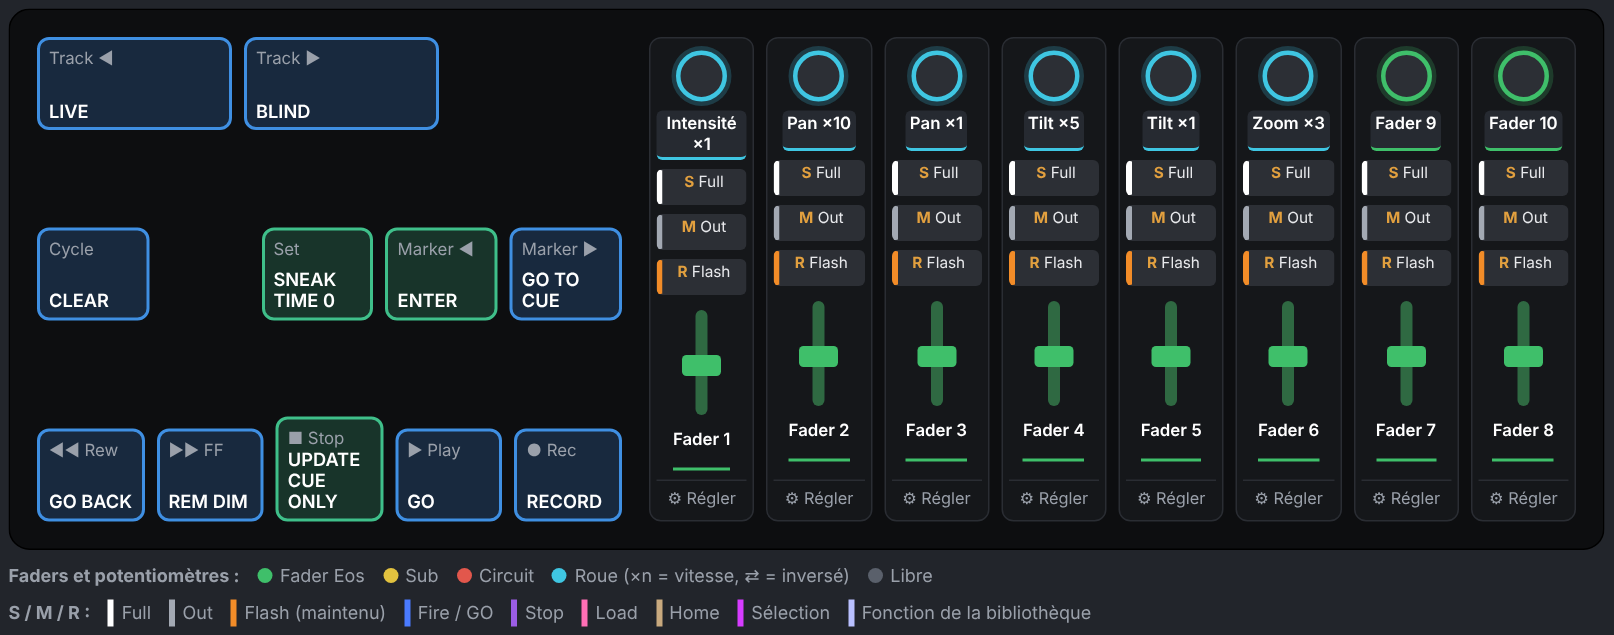 Track ◀
LIVE
Track ▶
BLIND
Cycle
CLEAR
Set
SNEAK
TIME 0
Marker ◀
ENTER
Marker ▶
GO TO
CUE
◀◀ Rew
GO BACK
▶▶ FF
REM DIM
■ Stop
UPDATE
CUE
ONLY
▶ Play
GO
● Rec
RECORD
Intensité
×1
S Full
M Out
R Flash
Fader 1
⚙ Régler
Pan ×10
S Full
M Out
R Flash
Fader 2
⚙ Régler
Pan ×1
S Full
M Out
R Flash
Fader 3
⚙ Régler
Tilt ×5
S Full
M Out
R Flash
Fader 4
⚙ Régler
Tilt ×1
S Full
M Out
R Flash
Fader 5
⚙ Régler
Zoom ×3
S Full
M Out
R Flash
Fader 6
⚙ Régler
Fader 9
S Full
M Out
R Flash
Fader 7
⚙ Régler
Fader 10
S Full
M Out
R Flash
Fader 8
⚙ Régler
Faders et potentiomètres : Fader Eos Sub Circuit Roue (×n = vitesse, ⇄ = inversé) Libre
S / M / R : Full Out Flash (maintenu) Fire / GO Stop Load Home Sélection Fonction de la bibliothèque